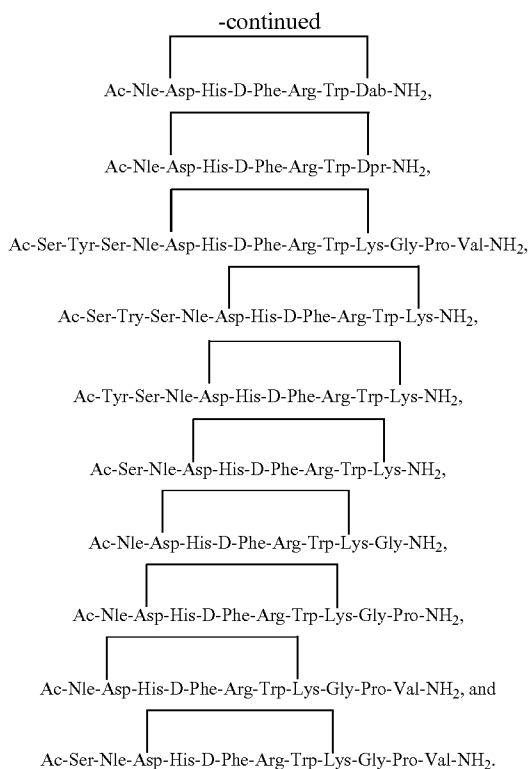 -continued
Ac-Nle-Asp-His-D-Phe-Arg-Trp-Dab-NH2,
Ac-Nle-Asp-His-D-Phe-Arg-Trp-Dpr-NH2,
Ac-Ser-Tyr-Ser-Nle-Asp-His-D-Phe-Arg-Trp-Lys-Gly-Pro-Val-NH2,
Ac-Ser-Try-Ser-Nle-Asp-His-D-Phe-Arg-Trp-Lys-NH2,
Ac-Tyr-Ser-Nle-Asp-His-D-Phe-Arg-Trp-Lys-NH2,
Ac-Ser-Nle-Asp-His-D-Phe-Arg-Trp-Lys-NH2,
Ac-Nle-Asp-His-D-Phe-Arg-Trp-Lys-Gly-NH2,
Ac-Nle-Asp-His-D-Phe-Arg-Trp-Lys-Gly-Pro-NH2,
Ac-Nle-Asp-His-D-Phe-Arg-Trp-Lys-Gly-Pro-Val-NH2, and
Ac-Ser-Nle-Asp-His-D-Phe-Arg-Trp-Lys-Gly-Pro-Val-NH2.